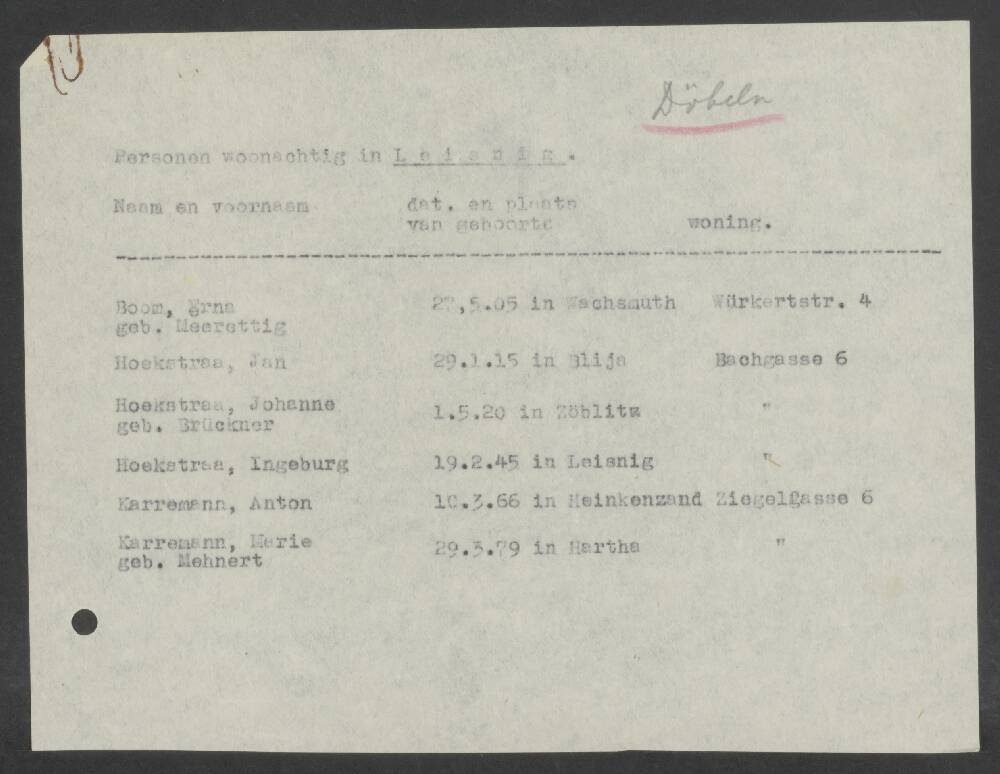 Döbeln
Personen woonachtig in Leisnig.
Naam en voornaam dat. en plaats woning.
van geboorte
Boom, Erna 5.05 in Wachsmuth Würkertstr. 4
geb. Meerettig
Hoekstraa, Jan 29.1.15 in Blija Bachgasse 6
Hoekstraa, Johanne 1.5.20 in Zöblitz "
geb. Brückner
Hoekstraa, Ingeburg 19.2.45 in Leisnig "
Karremann, Anton 10.3.66 in Heinkenzand Ziegelgasse 6
Karremann, Marie 29.3.79 in Hartha "
geb. Mehnert